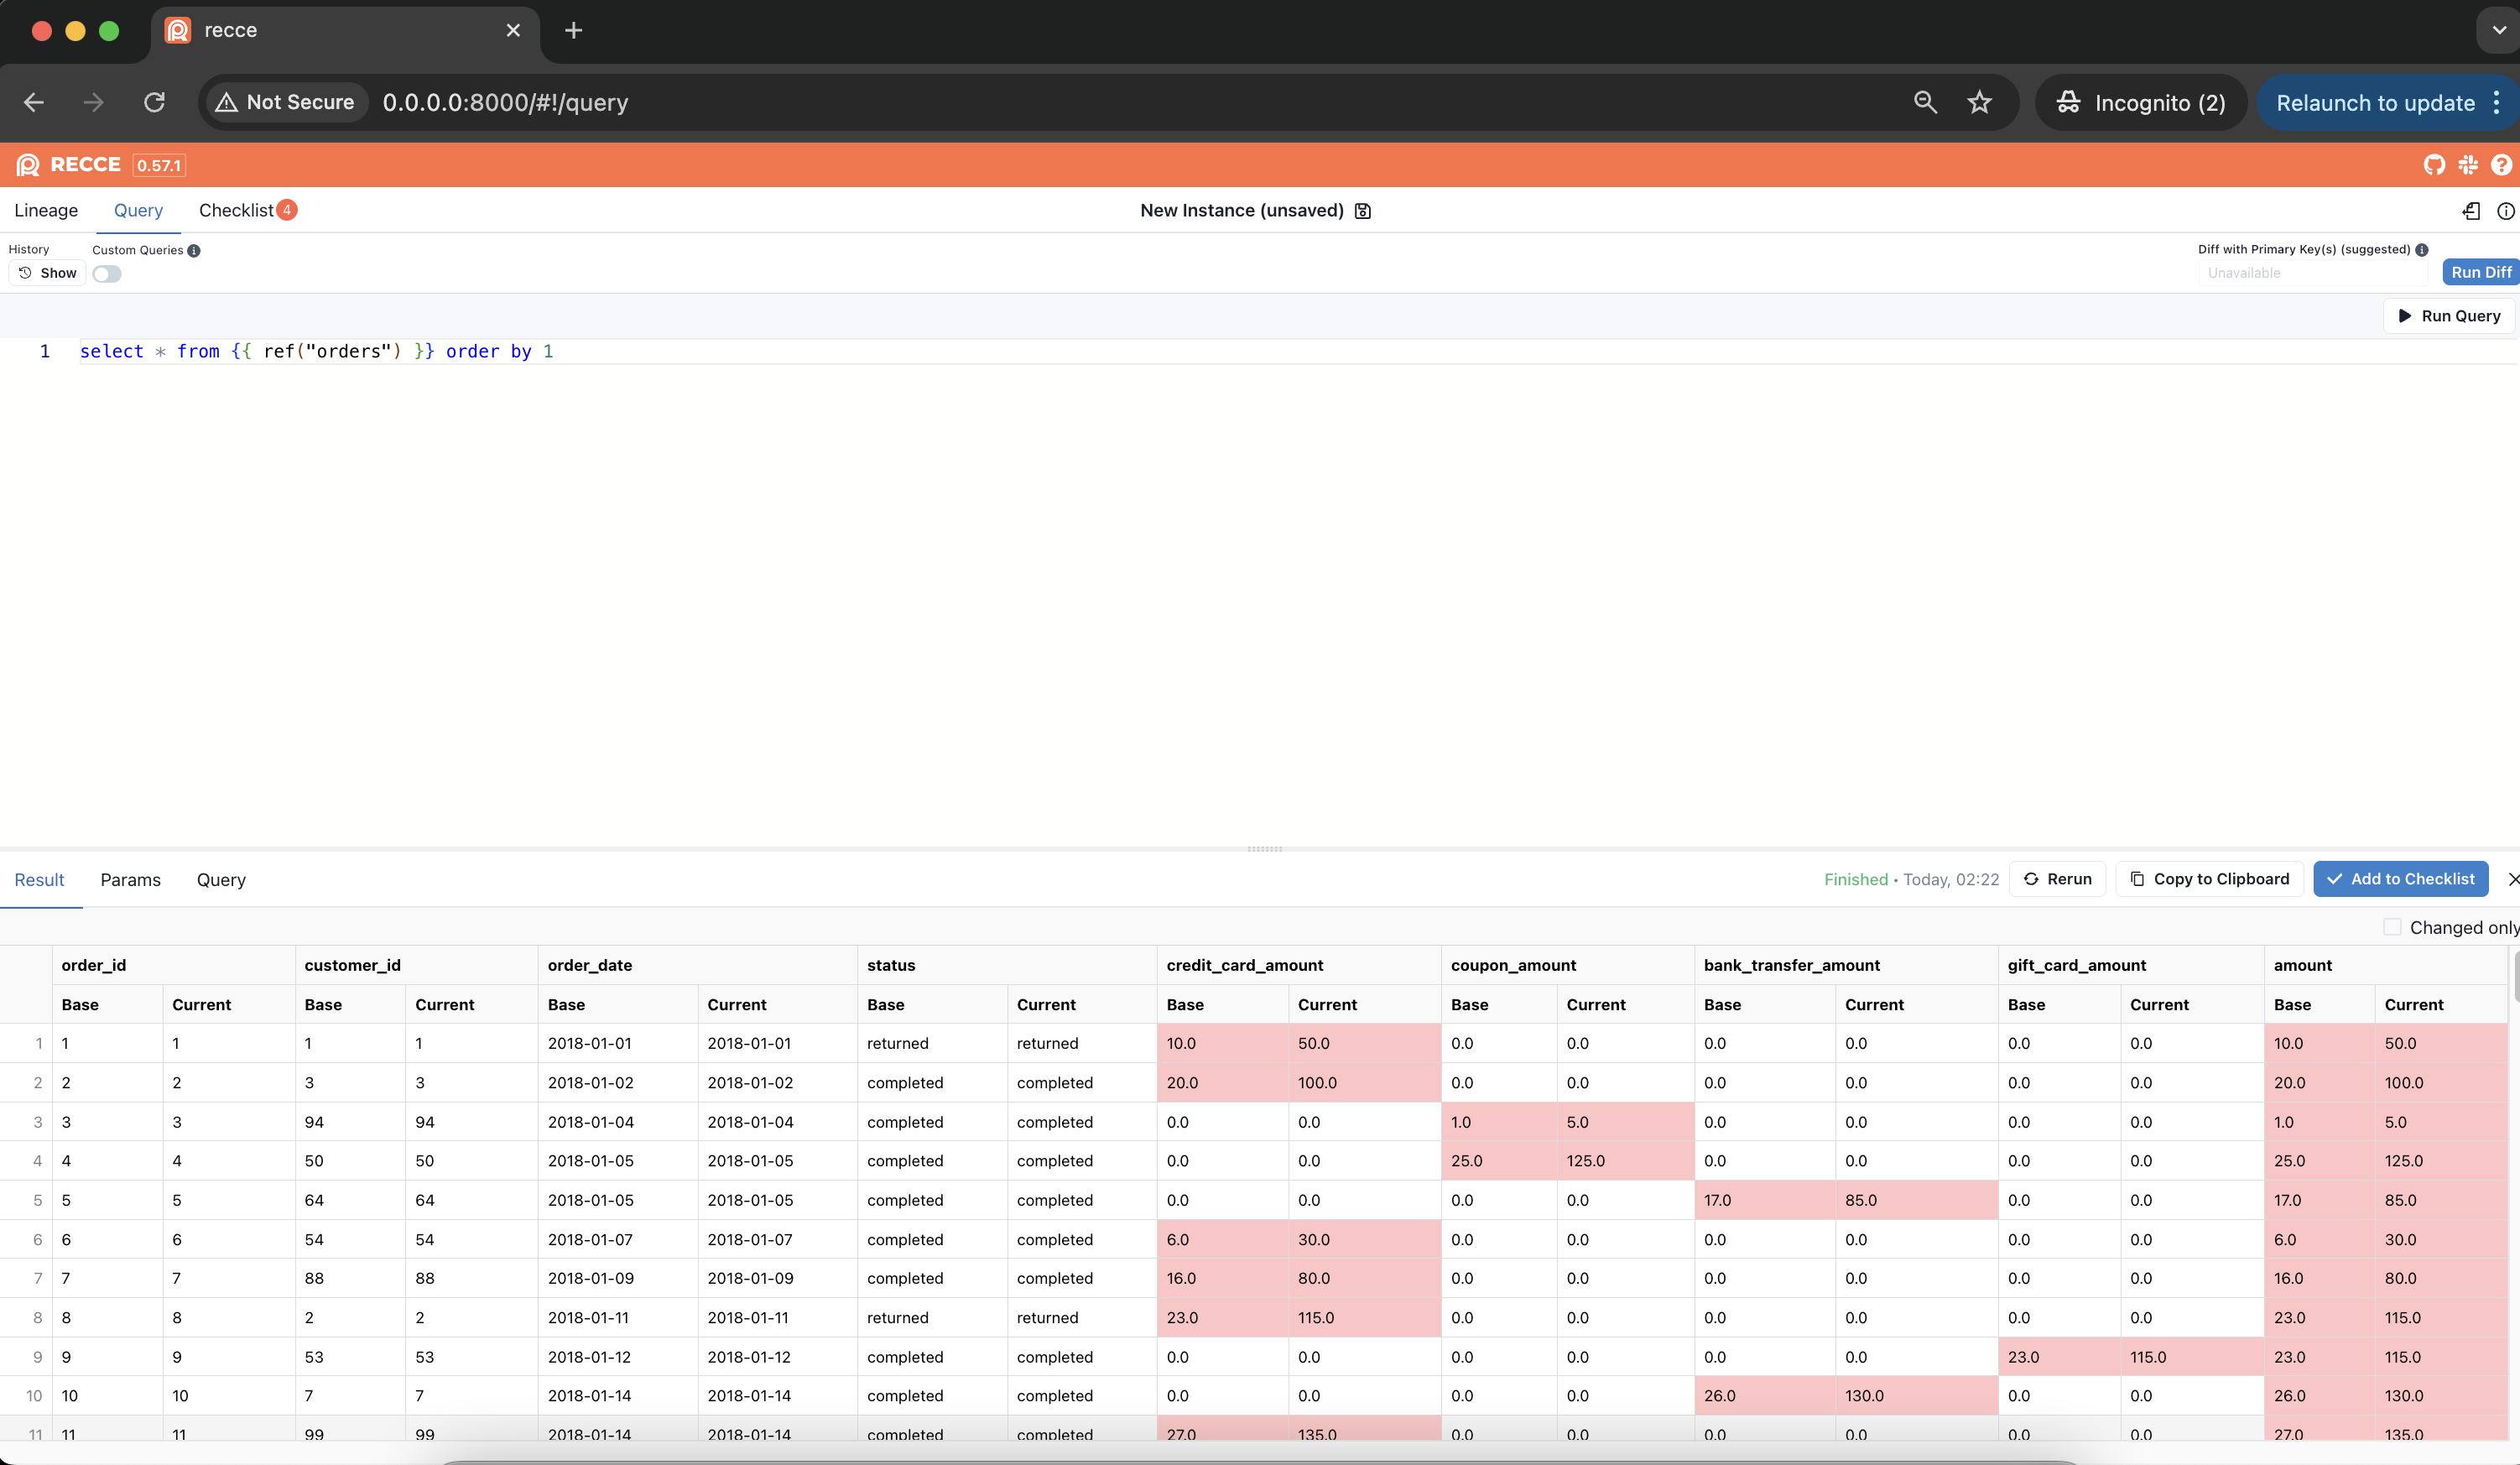 recce
Not Secure 0.0.0.0:8000/#!/query Incognito (2) Relaunch to update
RECCE 0.57.1
Lineage Query Checklist 4 New Instance (unsaved)
History Custom Queries Diff with Primary Key(s) (suggested)
Show Unavailable Run Diff
Run Query
1 select * from {{ ref("orders") }} order by 1
Result Params Query Finished • Today, 02:22 Rerun Copy to Clipboard Add to Checklist
Changed only
order_id customer_id order_date status credit_card_amount coupon_amount bank_transfer_amount gift_card_amount amount
Base Current Base Current Base Current Base Current Base Current Base Current Base Current Base Current Base Current
1 1 1 1 1 2018-01-01 2018-01-01 returned returned 10.0 50.0 0.0 0.0 0.0 0.0 0.0 0.0 10.0 50.0
2 2 2 3 3 2018-01-02 2018-01-02 completed completed 20.0 100.0 0.0 0.0 0.0 0.0 0.0 0.0 20.0 100.0
3 3 3 94 94 2018-01-04 2018-01-04 completed completed 0.0 0.0 1.0 5.0 0.0 0.0 0.0 0.0 1.0 5.0
4 4 4 50 50 2018-01-05 2018-01-05 completed completed 0.0 0.0 25.0 125.0 0.0 0.0 0.0 0.0 25.0 125.0
5 5 5 64 64 2018-01-05 2018-01-05 completed completed 0.0 0.0 0.0 0.0 17.0 85.0 0.0 0.0 17.0 85.0
6 6 6 54 54 2018-01-07 2018-01-07 completed completed 6.0 30.0 0.0 0.0 0.0 0.0 0.0 0.0 6.0 30.0
7 7 7 88 88 2018-01-09 2018-01-09 completed completed 16.0 80.0 0.0 0.0 0.0 0.0 0.0 0.0 16.0 80.0
8 8 8 2 2 2018-01-11 2018-01-11 returned returned 23.0 115.0 0.0 0.0 0.0 0.0 0.0 0.0 23.0 115.0
9 9 9 53 53 2018-01-12 2018-01-12 completed completed 0.0 0.0 0.0 0.0 0.0 0.0 23.0 115.0 23.0 115.0
10 10 10 7 7 2018-01-14 2018-01-14 completed completed 0.0 0.0 0.0 0.0 26.0 130.0 0.0 0.0 26.0 130.0
11 11 11 99 99 2018-01-14 2018-01-14 completed completed 27.0 135.0 0.0 0.0 0.0 0.0 0.0 0.0 27.0 135.0